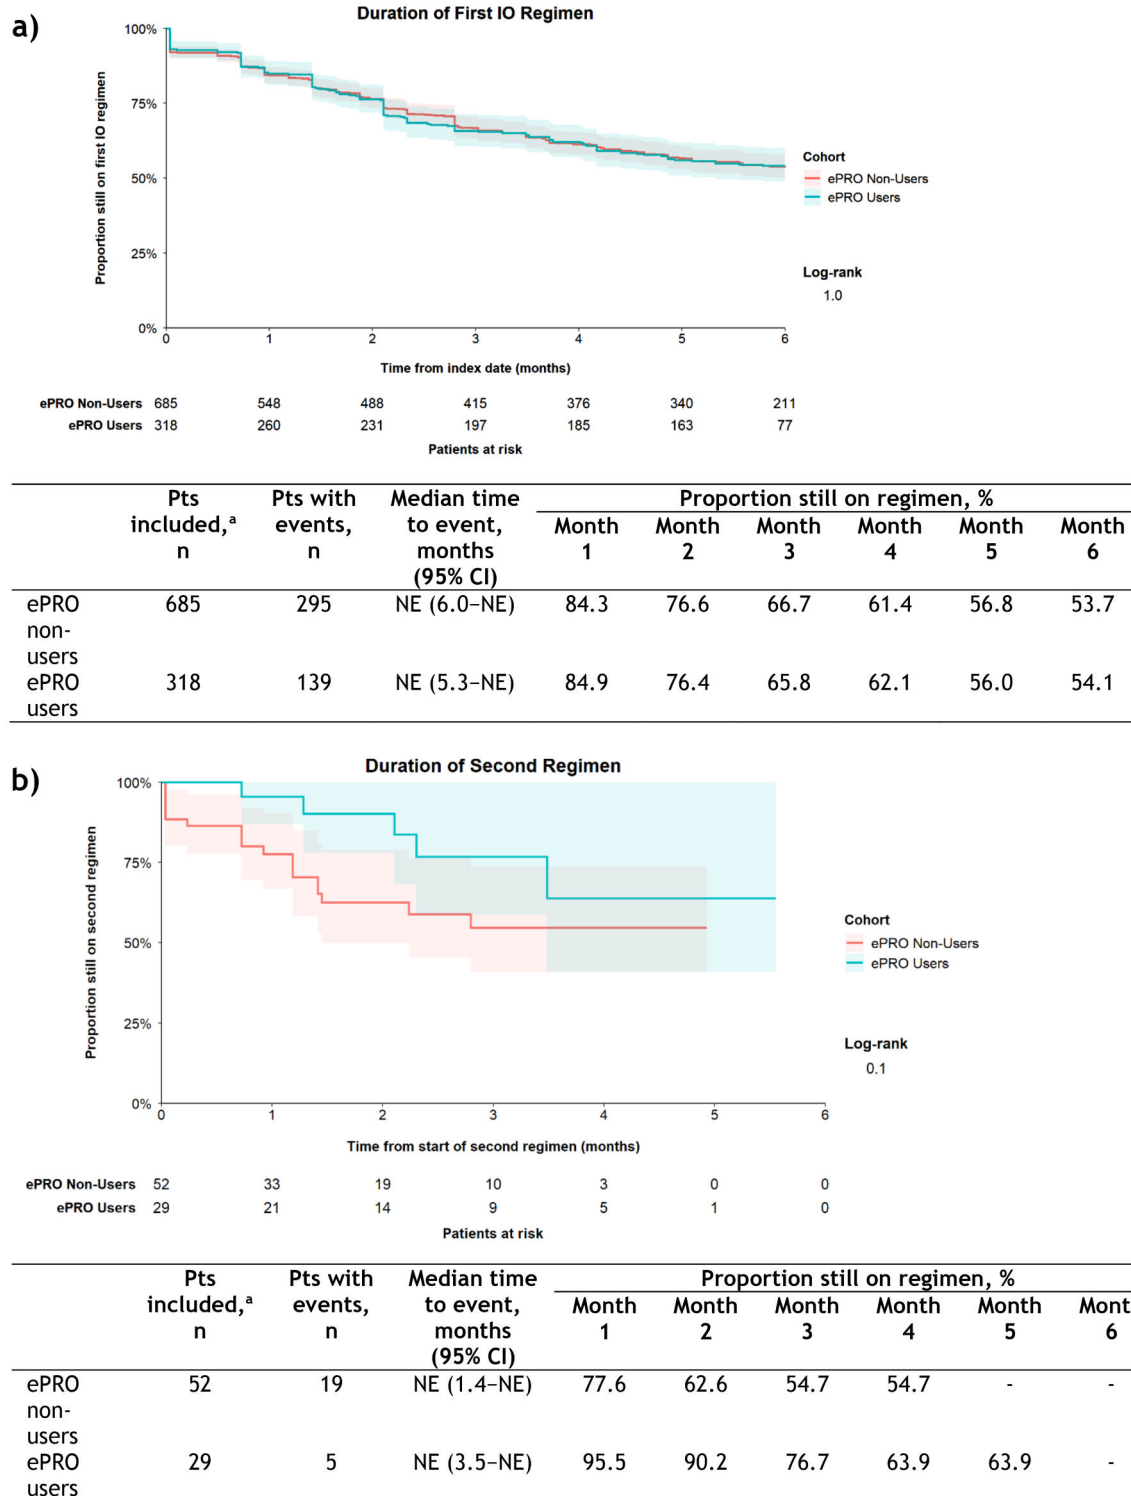 a)
Duration of First IO Regimen
100%
75%
50%
25%
0%
Proportion still on first IO regimen
0 1 2 3 4 5 6
Time from index date (months)
Cohort
ePRO Non-Users
ePRO Users
Log-rank
1.0
ePRO Non-Users 685 548 488 415 376 340 211
ePRO Users 318 260 231 197 185 163 77
Patients at risk
Pts included,ᵃ n Pts with events, n Median time to event, months (95% CI) Proportion still on regimen, %
Month 1 Month 2 Month 3 Month 4 Month 5 Month 6
ePRO non-users 685 295 NE (6.0–NE) 84.3 76.6 66.7 61.4 56.8 53.7
ePRO users 318 139 NE (5.3–NE) 84.9 76.4 65.8 62.1 56.0 54.1
b)
Duration of Second Regimen
100%
75%
50%
25%
0%
Proportion still on second regimen
0 1 2 3 4 5 6
Time from start of second regimen (months)
Cohort
ePRO Non-Users
ePRO Users
Log-rank
0.1
ePRO Non-Users 52 33 19 10 3 0 0
ePRO Users 29 21 14 9 5 1 0
Patients at risk
Pts included,ᵃ n Pts with events, n Median time to event, months (95% CI) Proportion still on regimen, %
Month 1 Month 2 Month 3 Month 4 Month 5 Mont 6
ePRO non-users 52 19 NE (1.4–NE) 77.6 62.6 54.7 54.7 - -
ePRO users 29 5 NE (3.5–NE) 95.5 90.2 76.7 63.9 63.9 -